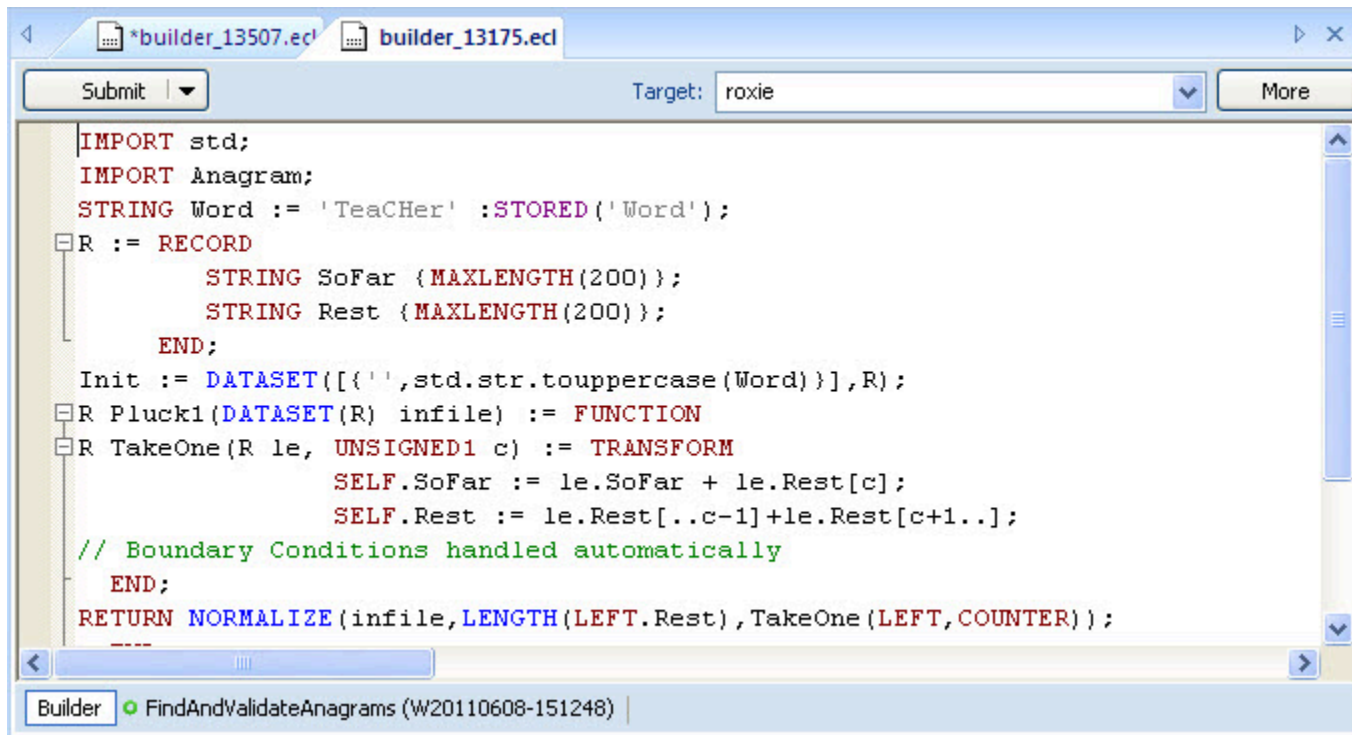 *builder_13507.ecl builder_13175.ecl
Submit Target: roxie More
IMPORT std;
IMPORT Anagram;
STRING Word := 'TeaCHer' :STORED('Word');
R := RECORD
STRING SoFar {MAXLENGTH(200)};
STRING Rest {MAXLENGTH(200)};
END;
Init := DATASET([{'',std.str.touppercase(Word)}],R);
R Pluck1(DATASET(R) infile) := FUNCTION
R TakeOne(R le, UNSIGNED1 c) := TRANSFORM
SELF.SoFar := le.SoFar + le.Rest[c];
SELF.Rest := le.Rest[..c-1]+le.Rest[c+1..];
// Boundary Conditions handled automatically
END;
RETURN NORMALIZE(infile,LENGTH(LEFT.Rest),TakeOne(LEFT,COUNTER));
Builder FindAndValidateAnagrams (W20110608-151248)